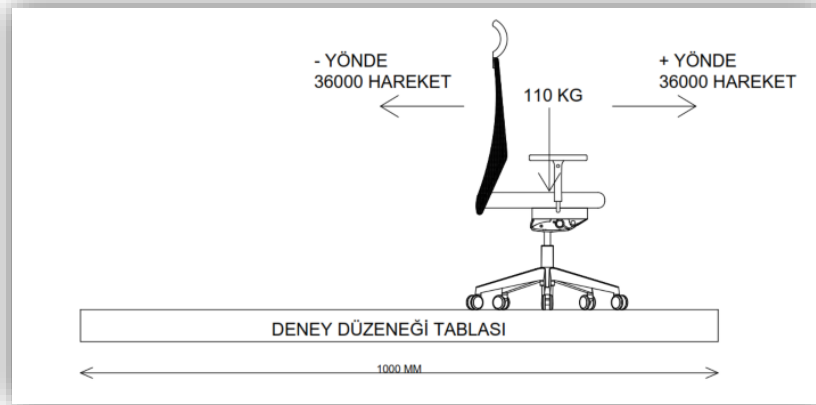 - YÖNDE
36000 HAREKET
+ YÖNDE
36000 HAREKET
110 KG
DENEY DÜZENEĞİ TABLASI
1000 MM